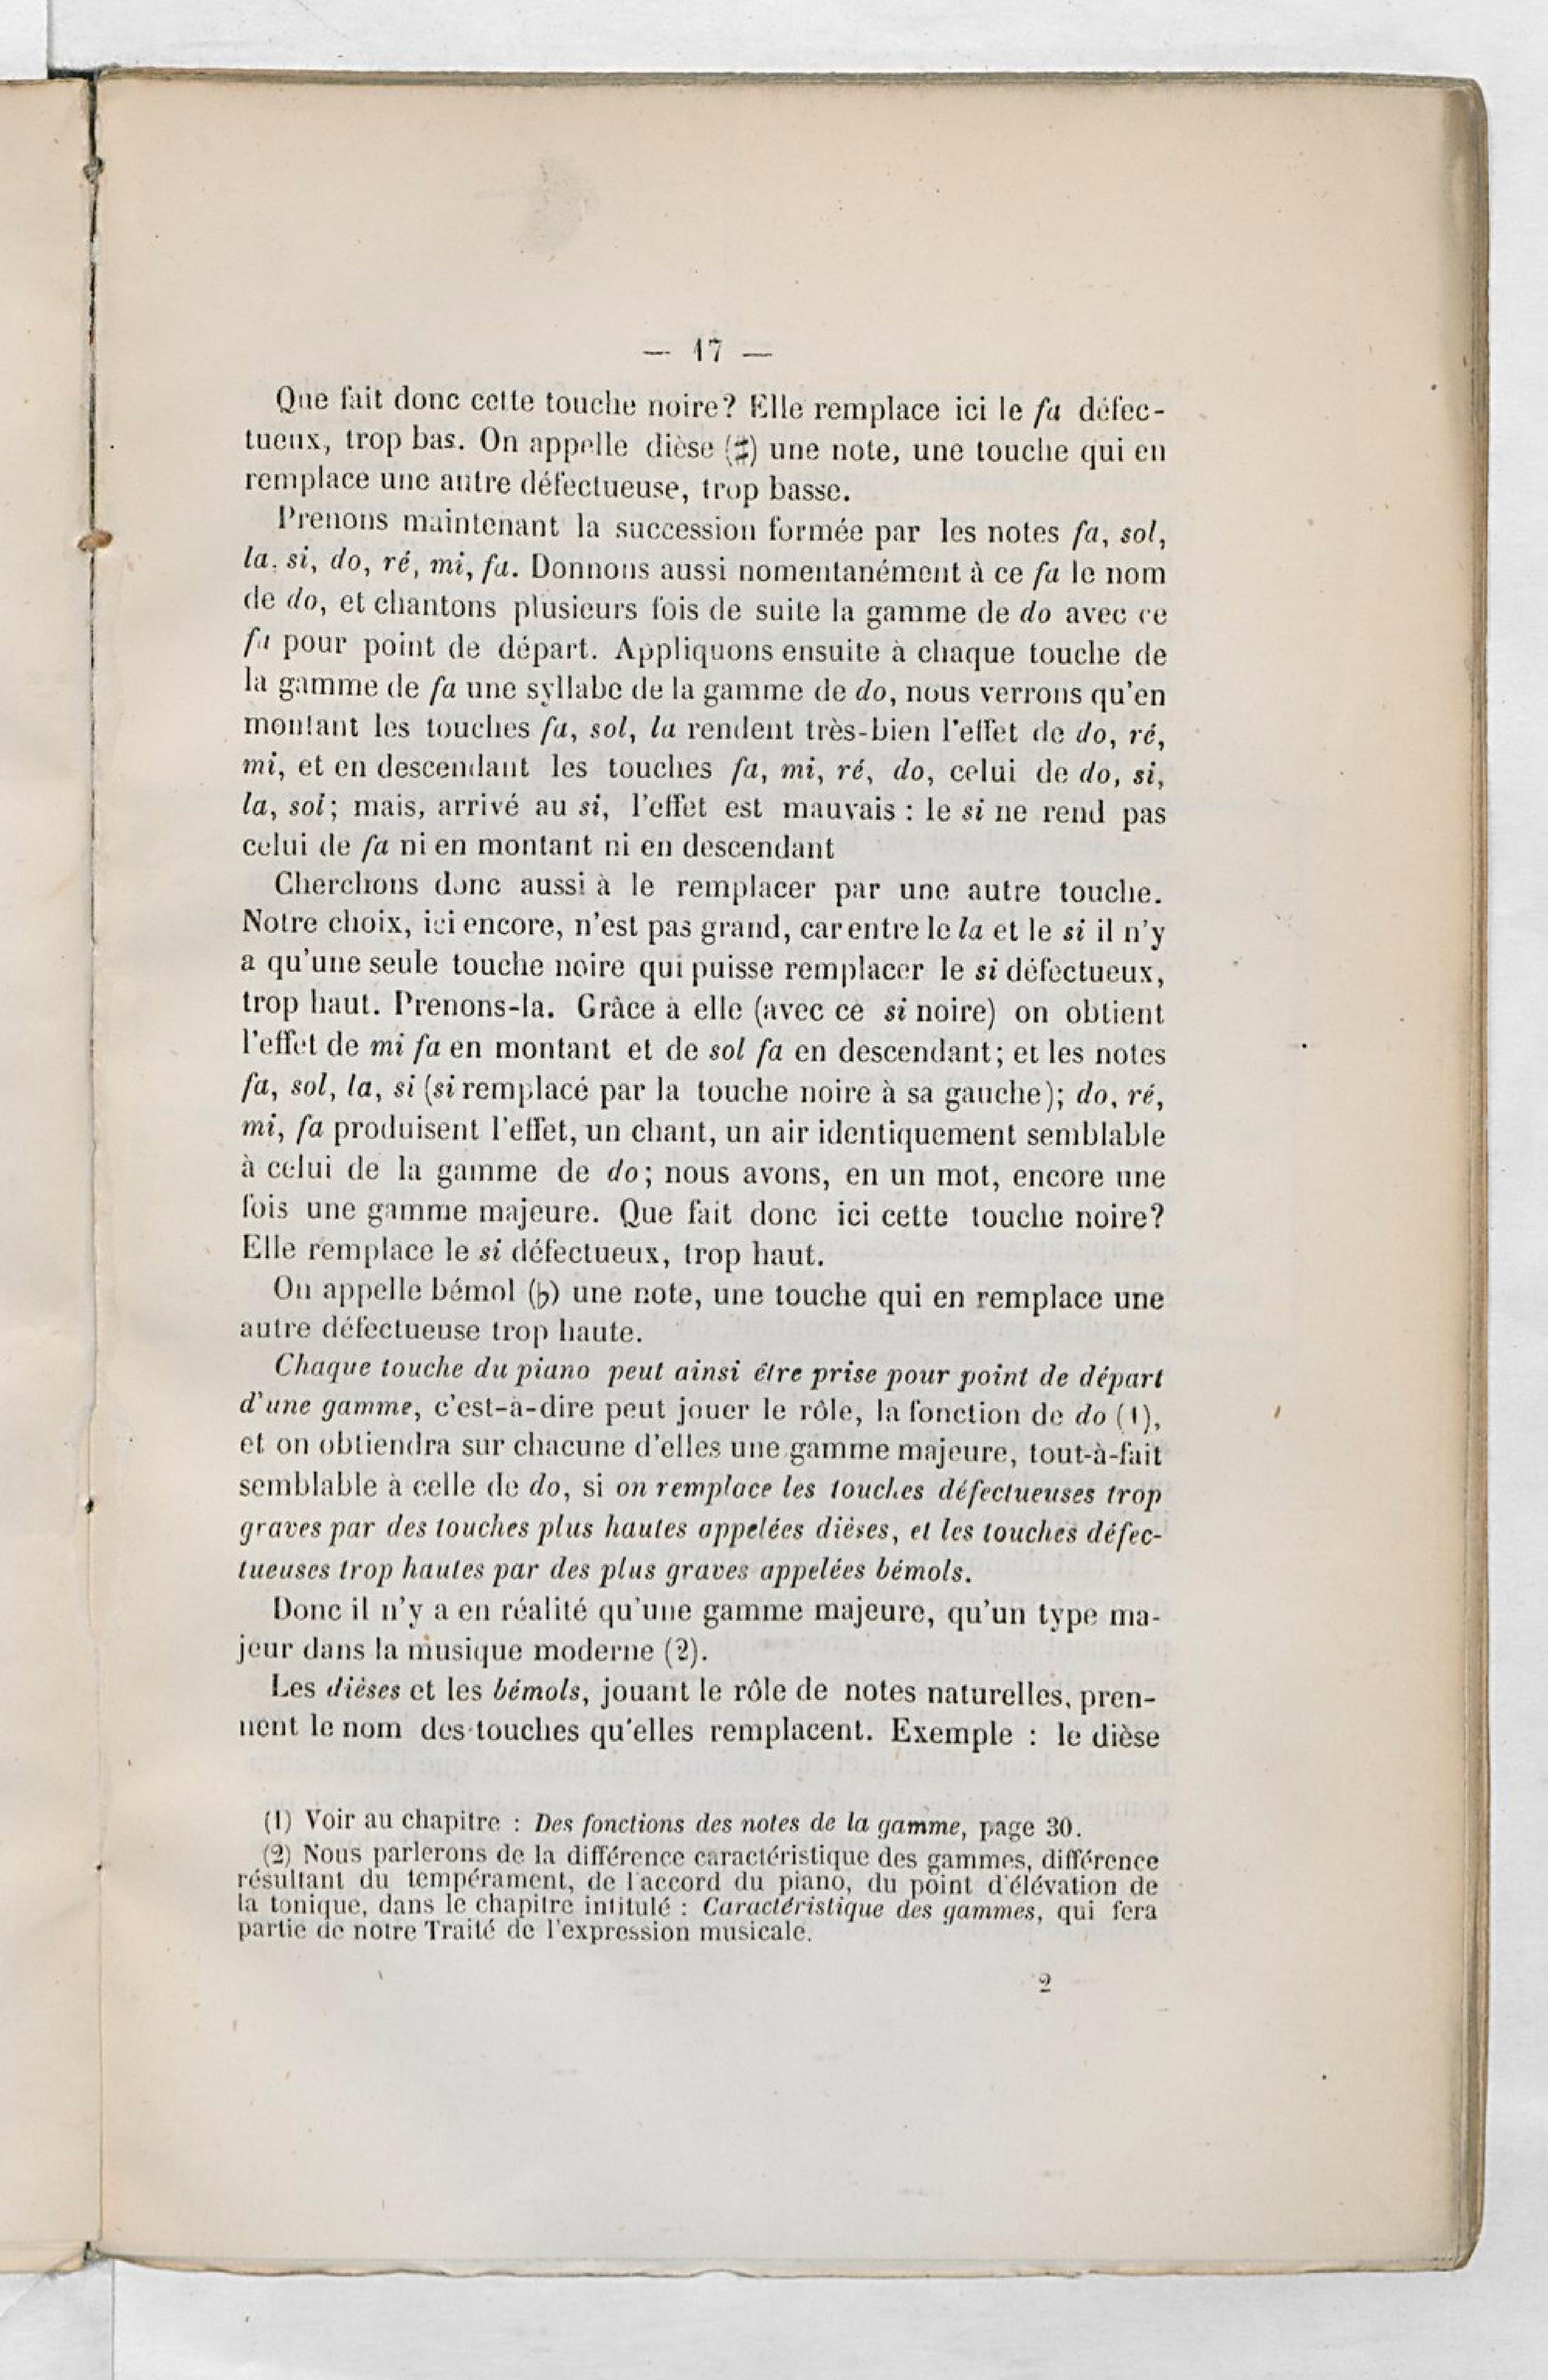 — 17 —
Que fait donc cette touche noire? Elle remplace ici le fa défec-
tueux, trop bas. On appelle dièse (♯) une note, une touche qui en
remplace une autre défectueuse, trop basse.
Prenons maintenant la succession formée par les notes fa, sol,
la, si, do, ré, mi, fa. Donnons aussi nomentanément à ce fa le nom
de do, et chantons plusieurs fois de suite la gamme de do avec ce
fa pour point de départ. Appliquons ensuite à chaque touche de
la gamme de fa une syllabe de la gamme de do, nous verrons qu'en
montant les touches fa, sol, la rendent très-bien l'effet de do, ré,
mi, et en descendant les touches fa, mi, ré, do, celui de do, si,
la, sol; mais, arrivé au si, l'effet est mauvais : le si ne rend pas
celui de fa ni en montant ni en descendant
Cherchons donc aussi à le remplacer par une autre touche.
Notre choix, ici encore, n'est pas grand, car entre le la et le si il n'y
a qu'une seule touche noire qui puisse remplacer le si défectueux,
trop haut. Prenons-la. Grâce à elle (avec ce si noire) on obtient
l'effet de mi fa en montant et de sol fa en descendant; et les notes
fa, sol, la, si (si remplacé par la touche noire à sa gauche); do, ré,
mi, fa produisent l'effet, un chant, un air identiquement semblable
à celui de la gamme de do; nous avons, en un mot, encore une
fois une gamme majeure. Que fait donc ici cette touche noire?
Elle remplace le si défectueux, trop haut.
On appelle bémol (♭) une note, une touche qui en remplace une
autre défectueuse trop haute.
Chaque touche du piano peut ainsi être prise pour point de départ
d'une gamme, c'est-à-dire peut jouer le rôle, la fonction de do (1),
et on obtiendra sur chacune d'elles une gamme majeure, tout-à-fait
semblable à celle de do, si on remplace les touches défectueuses trop
graves par des touches plus hautes appelées dièses, et les touches défec-
tueuses trop hautes par des plus graves appelées bémols.
Donc il n'y a en réalité qu'une gamme majeure, qu'un type ma-
jeur dans la musique moderne (2).
Les dièses et les bémols, jouant le rôle de notes naturelles, pren-
nent le nom des touches qu'elles remplacent. Exemple : le dièse
(1) Voir au chapitre : Des fonctions des notes de la gamme, page 30.
(2) Nous parlerons de la différence caractéristique des gammes, différence
résultant du tempérament, de l'accord du piano, du point d'élévation de
la tonique, dans le chapitre intitulé : Caractéristique des gammes, qui fera
partie de notre Traité de l'expression musicale.
2